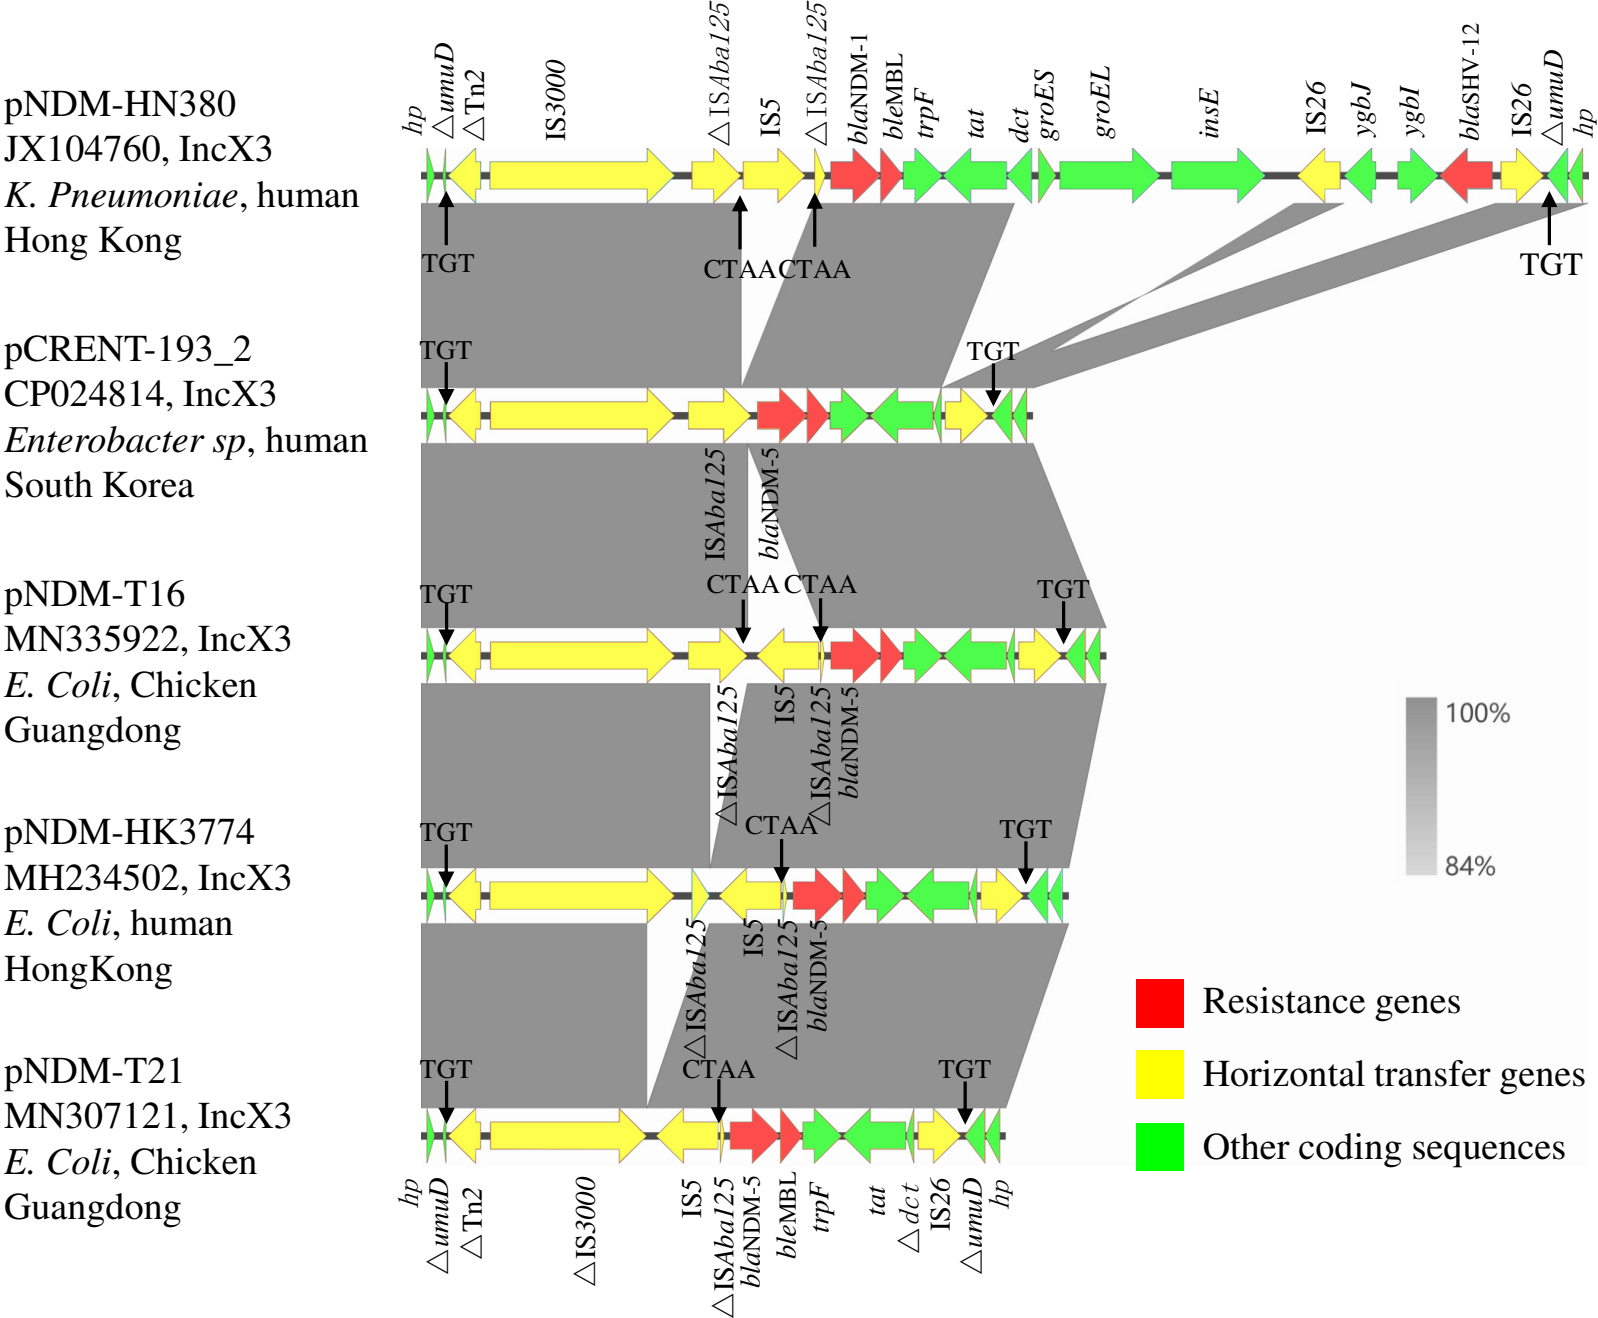 hp
△umuD
△Tn2
IS3000
△ISAba125
IS5
△ISAba125
blaNDM-1
bleMBL
trpF
tat
dct
groES
groEL
insE
IS26
ygbJ
ygbI
blaSHV-12
IS26
△umuD
hp
pNDM-HN380
JX104760, IncX3
K. Pneumoniae, human
Hong Kong
TGT
CTAA
CTAA
TGT
pCRENT-193_2
CP024814, IncX3
Enterobacter sp, human
South Korea
TGT
TGT
ISAba125
blaNDM-5
pNDM-T16
MN335922, IncX3
E. Coli, Chicken
Guangdong
TGT
CTAA
CTAA
TGT
△ISAba125
IS5
△ISAba125
blaNDM-5
100%
84%
pNDM-HK3774
MH234502, IncX3
E. Coli, human
HongKong
TGT
CTAA
TGT
△ISAba125
IS5
△ISAba125
blaNDM-5
Resistance genes
Horizontal transfer genes
Other coding sequences
pNDM-T21
MN307121, IncX3
E. Coli, Chicken
Guangdong
TGT
CTAA
TGT
hp
△umuD
△Tn2
△IS3000
IS5
△ISAba125
blaNDM-5
bleMBL
trpF
tat
△dct
IS26
△umuD
hp